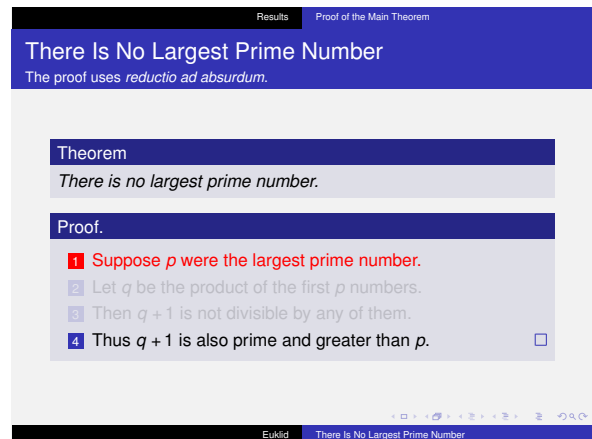 Results Proof of the Main Theorem
There Is No Largest Prime Number
The proof uses reductio ad absurdum.
Theorem
There is no largest prime number.
Proof.
1 Suppose p were the largest prime number.
2 Let q be the product of the first p numbers.
3 Then q + 1 is not divisible by any of them.
4 Thus q + 1 is also prime and greater than p.
Euklid There Is No Largest Prime Number